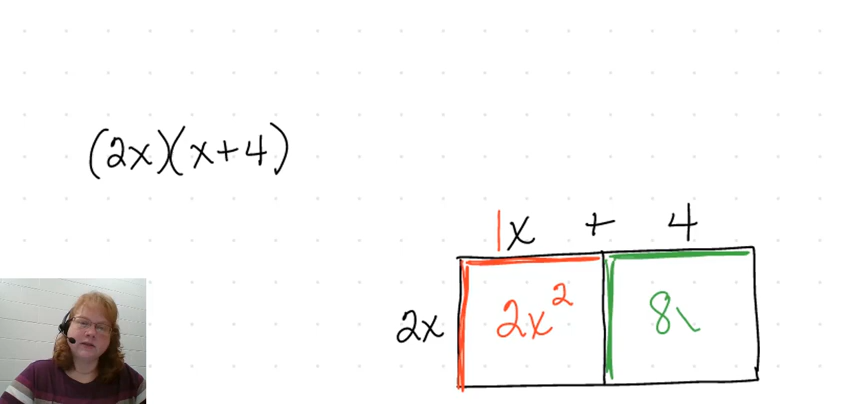 (2x)(x+4)
1x + 4
2x 2x² 8